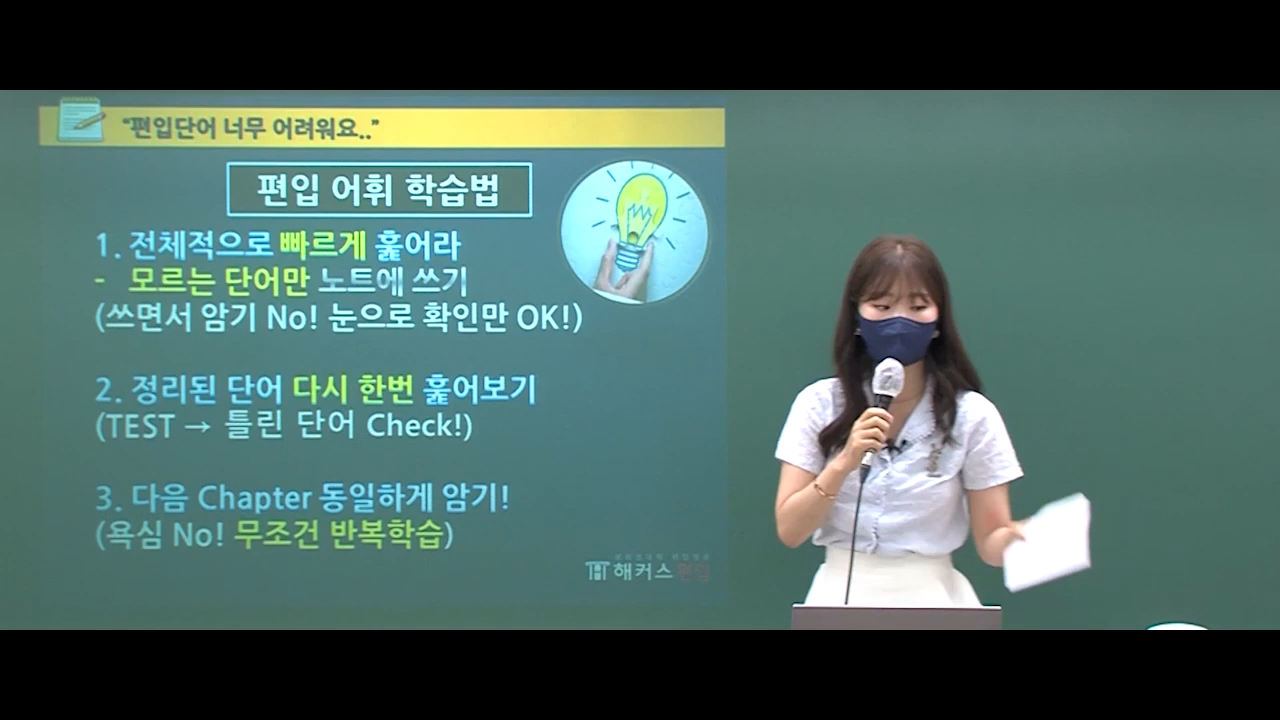 “편입단어 너무 어려워요..”
편입 어휘 학습법
1. 전체적으로 빠르게 훑어라
- 모르는 단어만 노트에 쓰기
(쓰면서 암기 No! 눈으로 확인만 OK!)
2. 정리된 단어 다시 한번 훑어보기
(TEST → 틀린 단어 Check!)
3. 다음 Chapter 동일하게 암기!
(욕심 No! 무조건 반복학습)
해커스편입